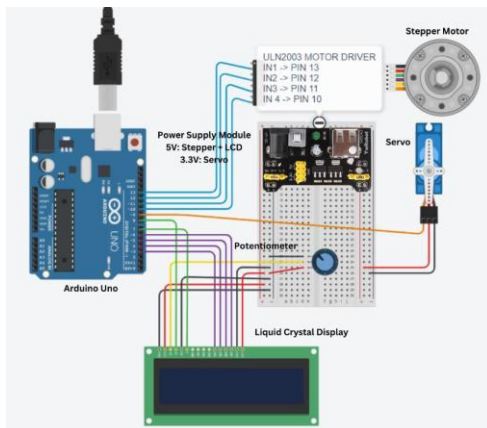 Stepper Motor
ULN2003 MOTOR DRIVER
IN1 -> PIN 13
IN2 -> PIN 12
IN3 -> PIN 11
IN 4 -> PIN 10
Power Supply Module
5V: Stepper + LCD
3.3V: Servo
Servo
ARDUINO
UNO
Potentiometer
Arduino Uno
Liquid Crystal Display